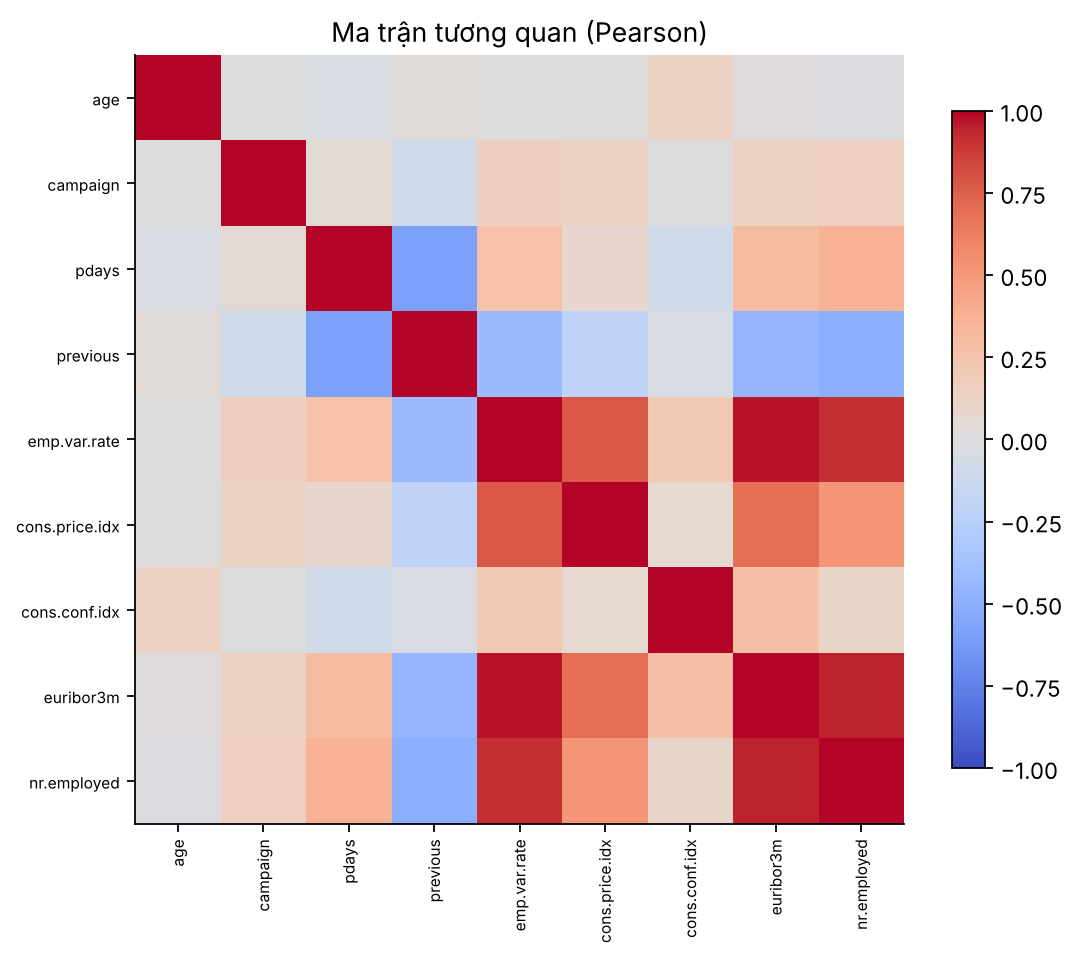 Ma trận tương quan (Pearson)
age
campaign
pdays
previous
emp.var.rate
cons.price.idx
cons.conf.idx
euribor3m
nr.employed
age
campaign
pdays
previous
emp.var.rate
cons.price.idx
cons.conf.idx
euribor3m
nr.employed
1.00
0.75
0.50
0.25
0.00
−0.25
−0.50
−0.75
−1.00